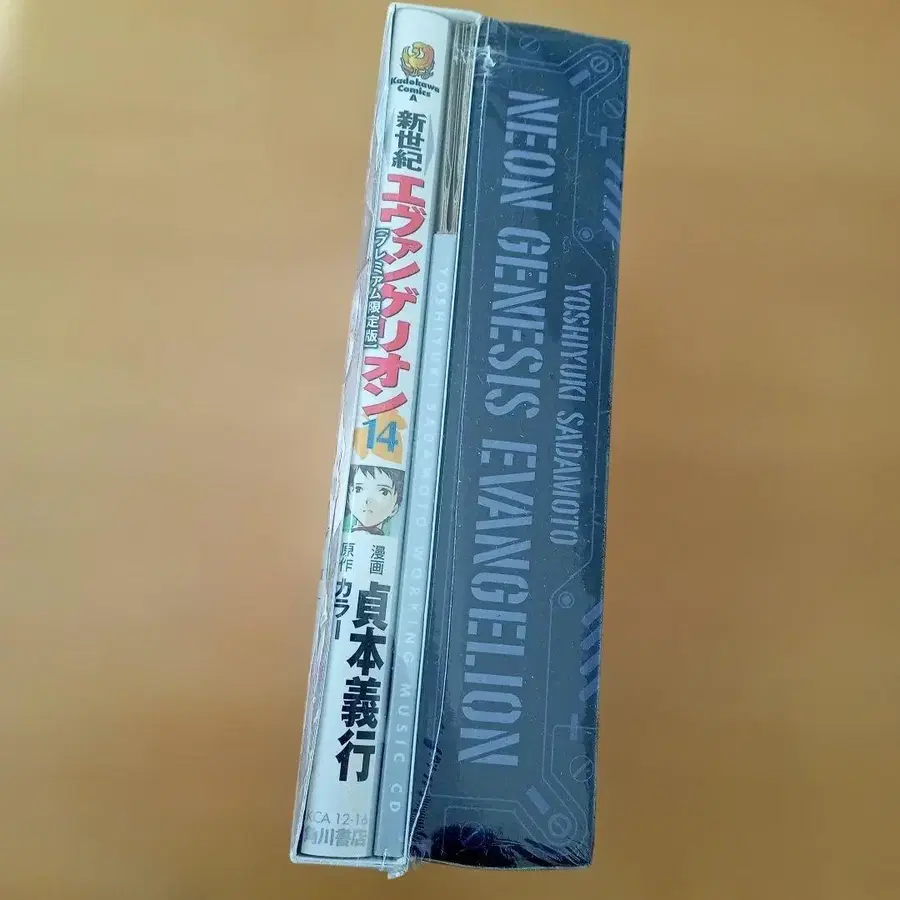 Kadokawa
Comics
A
新世紀
エヴァンゲリオン
【プレミアム限定版】
14
漫画
貞本義行
原作
カラー
KCA 12-16
角川書店
YOSHIYUKI SADAMOTO WORKING MUSIC CD
NEON GENESIS EVANGELION
YOSHIYUKI SADAMOTO